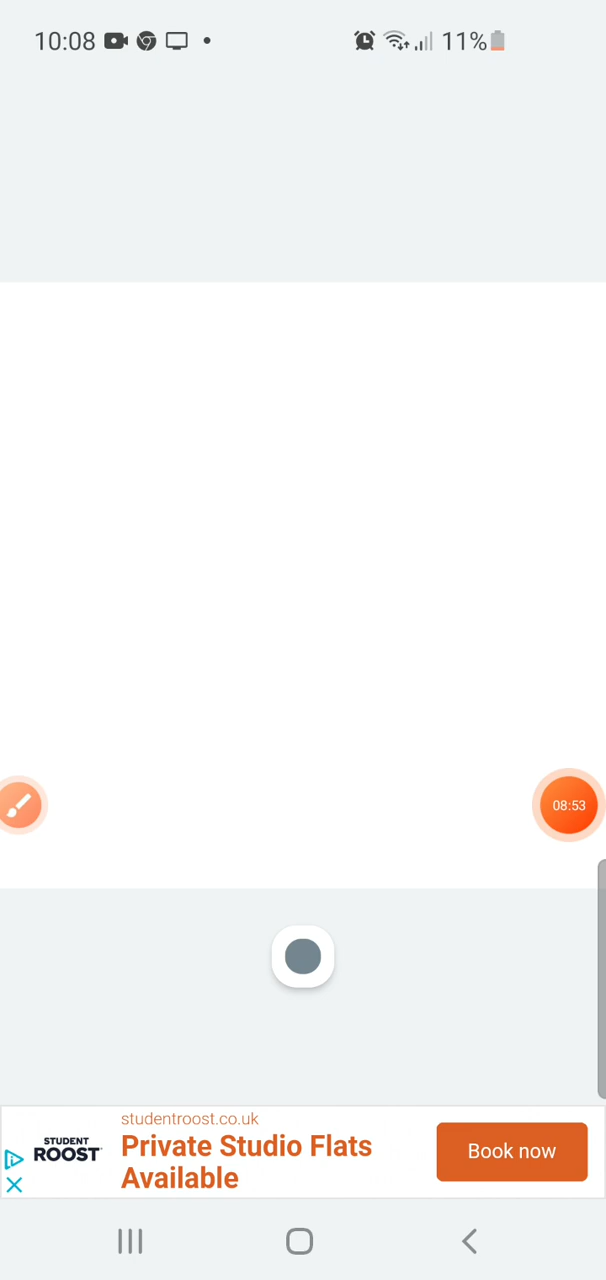 10:08
11%
08:53
studentroost.co.uk
STUDENT
ROOST
Private Studio Flats
Available
Book now